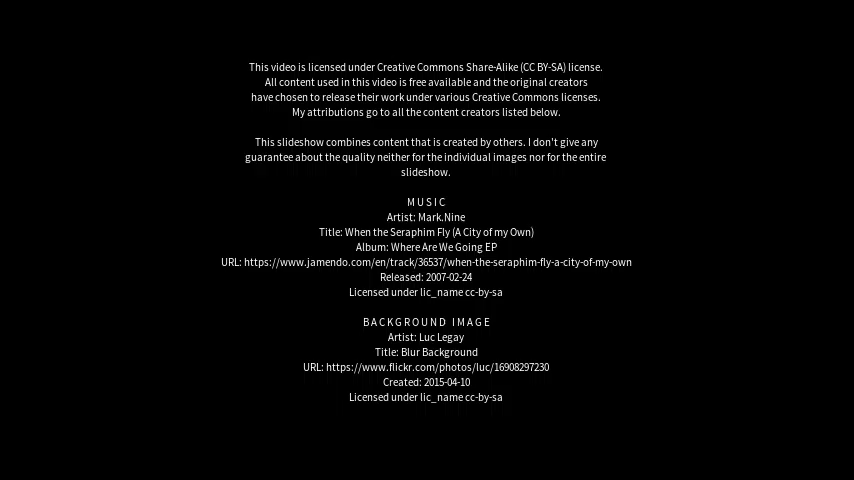 This video is licensed under Creative Commons Share-Alike (CC BY-SA) license.
All content used in this video is free available and the original creators
have chosen to release their work under various Creative Commons licenses.
My attributions go to all the content creators listed below.
This slideshow combines content that is created by others. I don't give any
guarantee about the quality neither for the individual images nor for the entire
slideshow.
MUSIC
Artist: Mark.Nine
Title: When the Seraphim Fly (A City of my Own)
Album: Where Are We Going EP
URL: https://www.jamendo.com/en/track/36537/when-the-seraphim-fly-a-city-of-my-own
Released: 2007-02-24
Licensed under lic_name cc-by-sa
BACKGROUND IMAGE
Artist: Luc Legay
Title: Blur Background
URL: https://www.flickr.com/photos/luc/16908297230
Created: 2015-04-10
Licensed under lic_name cc-by-sa